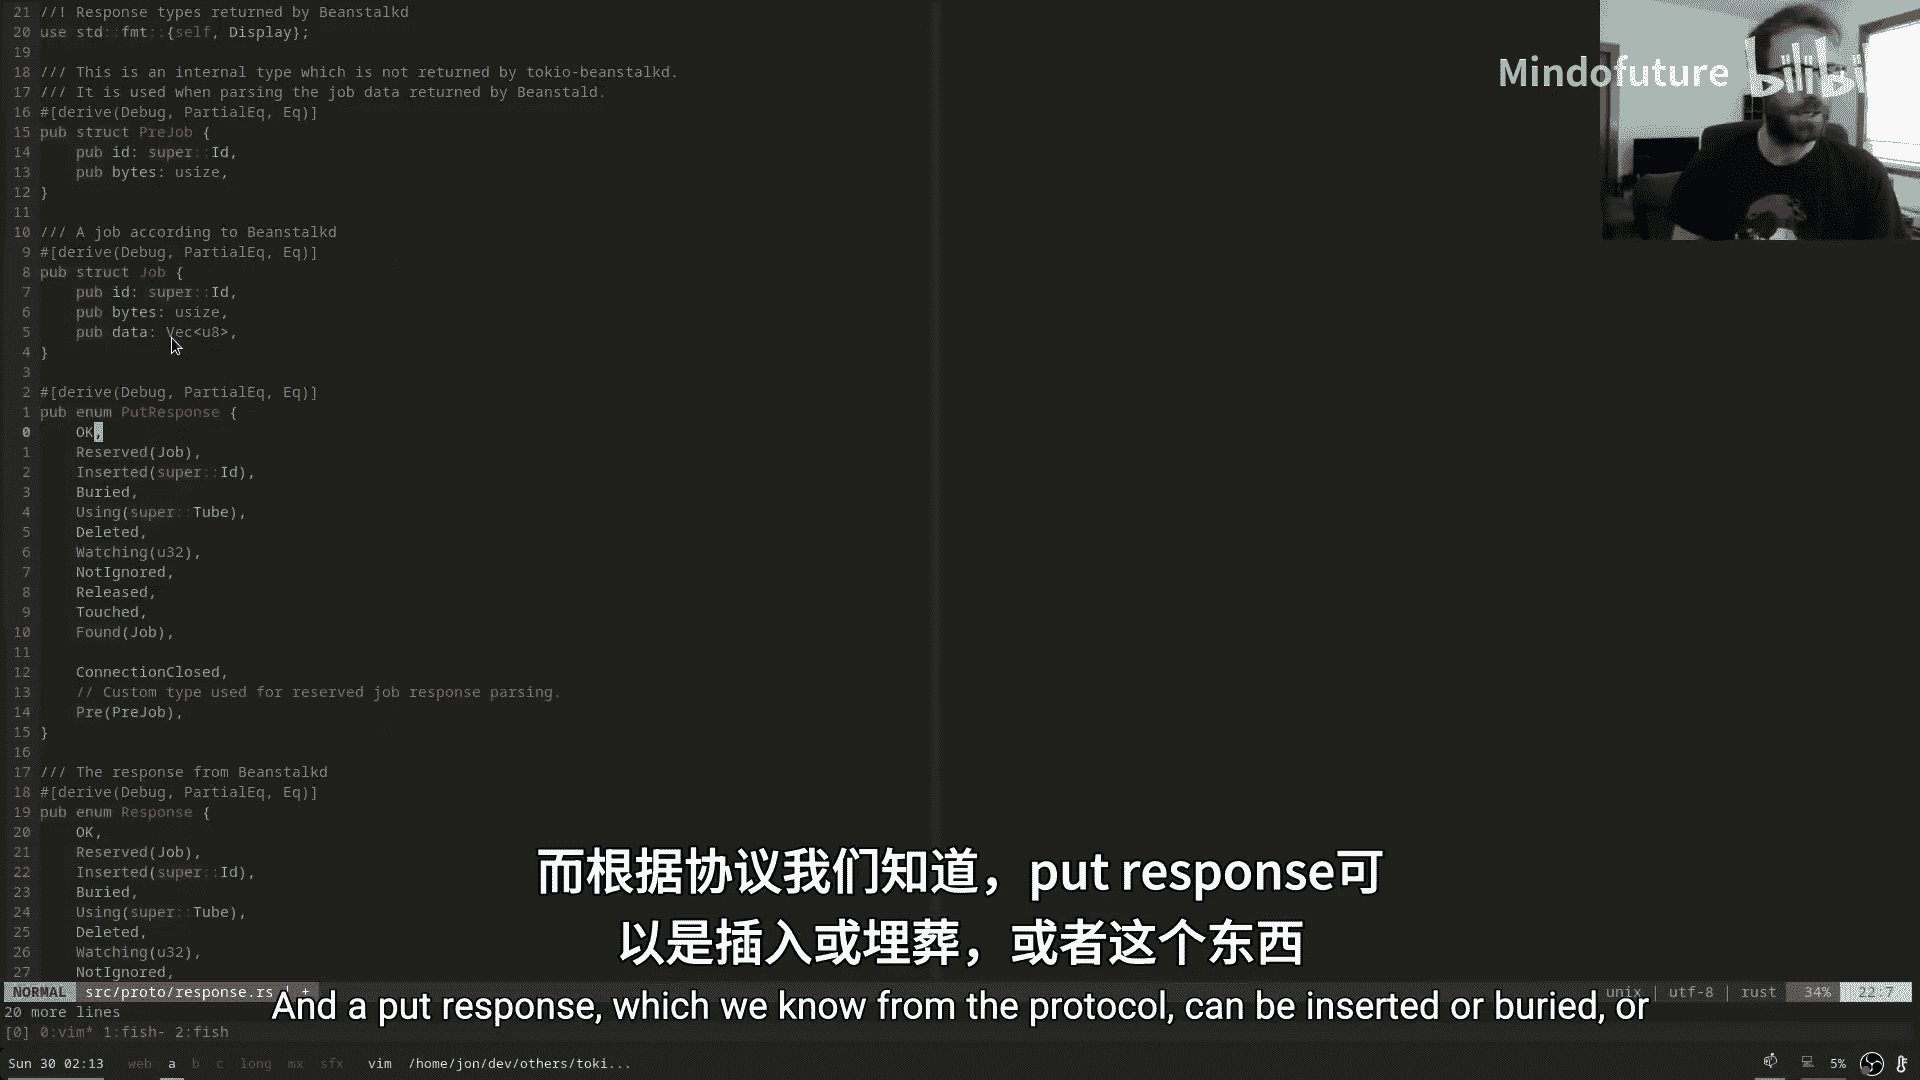 21 //! Response types returned by Beanstalkd
20 use std::fmt::{self, Display};
19
18 /// This is an internal type which is not returned by tokio-beanstalkd.
17 /// It is used when parsing the job data returned by Beanstald.
16 #[derive(Debug, PartialEq, Eq)]
15 pub struct PreJob {
14     pub id: super::Id,
13     pub bytes: usize,
12 }
11
10 /// A job according to Beanstalkd
9 #[derive(Debug, PartialEq, Eq)]
8 pub struct Job {
7     pub id: super::Id,
6     pub bytes: usize,
5     pub data: Vec<u8>,
4 }
3
2 #[derive(Debug, PartialEq, Eq)]
1 pub enum PutResponse {
0     OK,
1     Reserved(Job),
2     Inserted(super::Id),
3     Buried,
4     Using(super::Tube),
5     Deleted,
6     Watching(u32),
7     NotIgnored,
8     Released,
9     Touched,
10     Found(Job),
11
12     ConnectionClosed,
13     // Custom type used for reserved job response parsing.
14     Pre(PreJob),
15 }
16
17 /// The response from Beanstalkd
18 #[derive(Debug, PartialEq, Eq)]
19 pub enum Response {
20     OK,
21     Reserved(Job),
22     Inserted(super::Id),
23     Buried,
24     Using(super::Tube),
25     Deleted,
26     Watching(u32),
27     NotIgnored,
Mindofuture bilibili
而根据协议我们知道，put response可
以是插入或埋葬，或者这个东西
And a put response, which we know from the protocol, can be inserted or buried, or
NORMAL src/proto/response.rs | + unix | utf-8 | rust 34% 22:7
20 more lines
[0] 0:vim* 1:fish- 2:fish
Sun 30 02:13 web a b c long mx sfx vim /home/jon/dev/others/toki... 5%